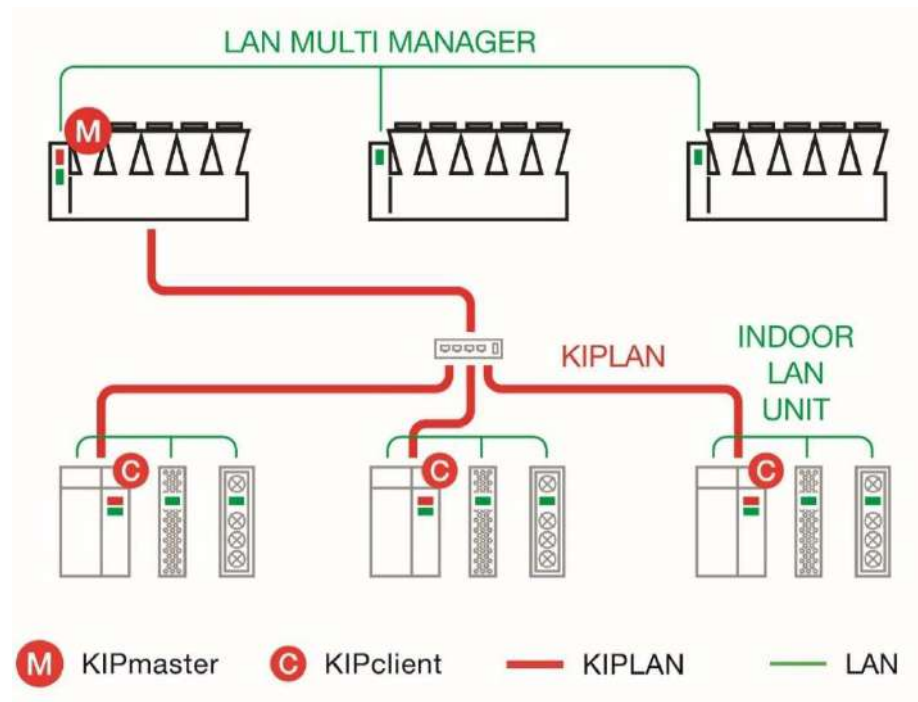 LAN MULTI MANAGER
M
KIPLAN
INDOOR
LAN
UNIT
C
C
C
M KIPmaster
C KIPclient
KIPLAN
LAN